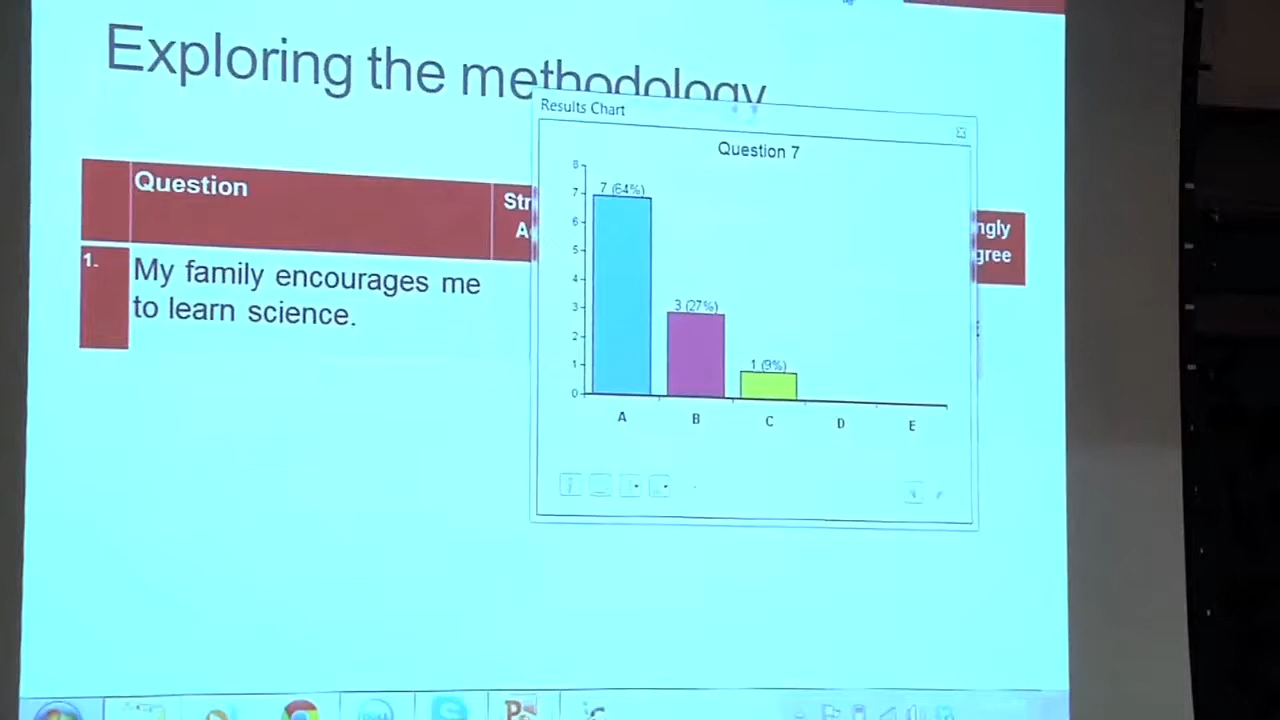 Exploring the methodology
Results Chart
Question 7
8
7
6
5
4
3
2
1
0
7 (64%)
3 (27%)
1 (9%)
A
B
C
D
E
Question
1.
My family encourages me
to learn science.